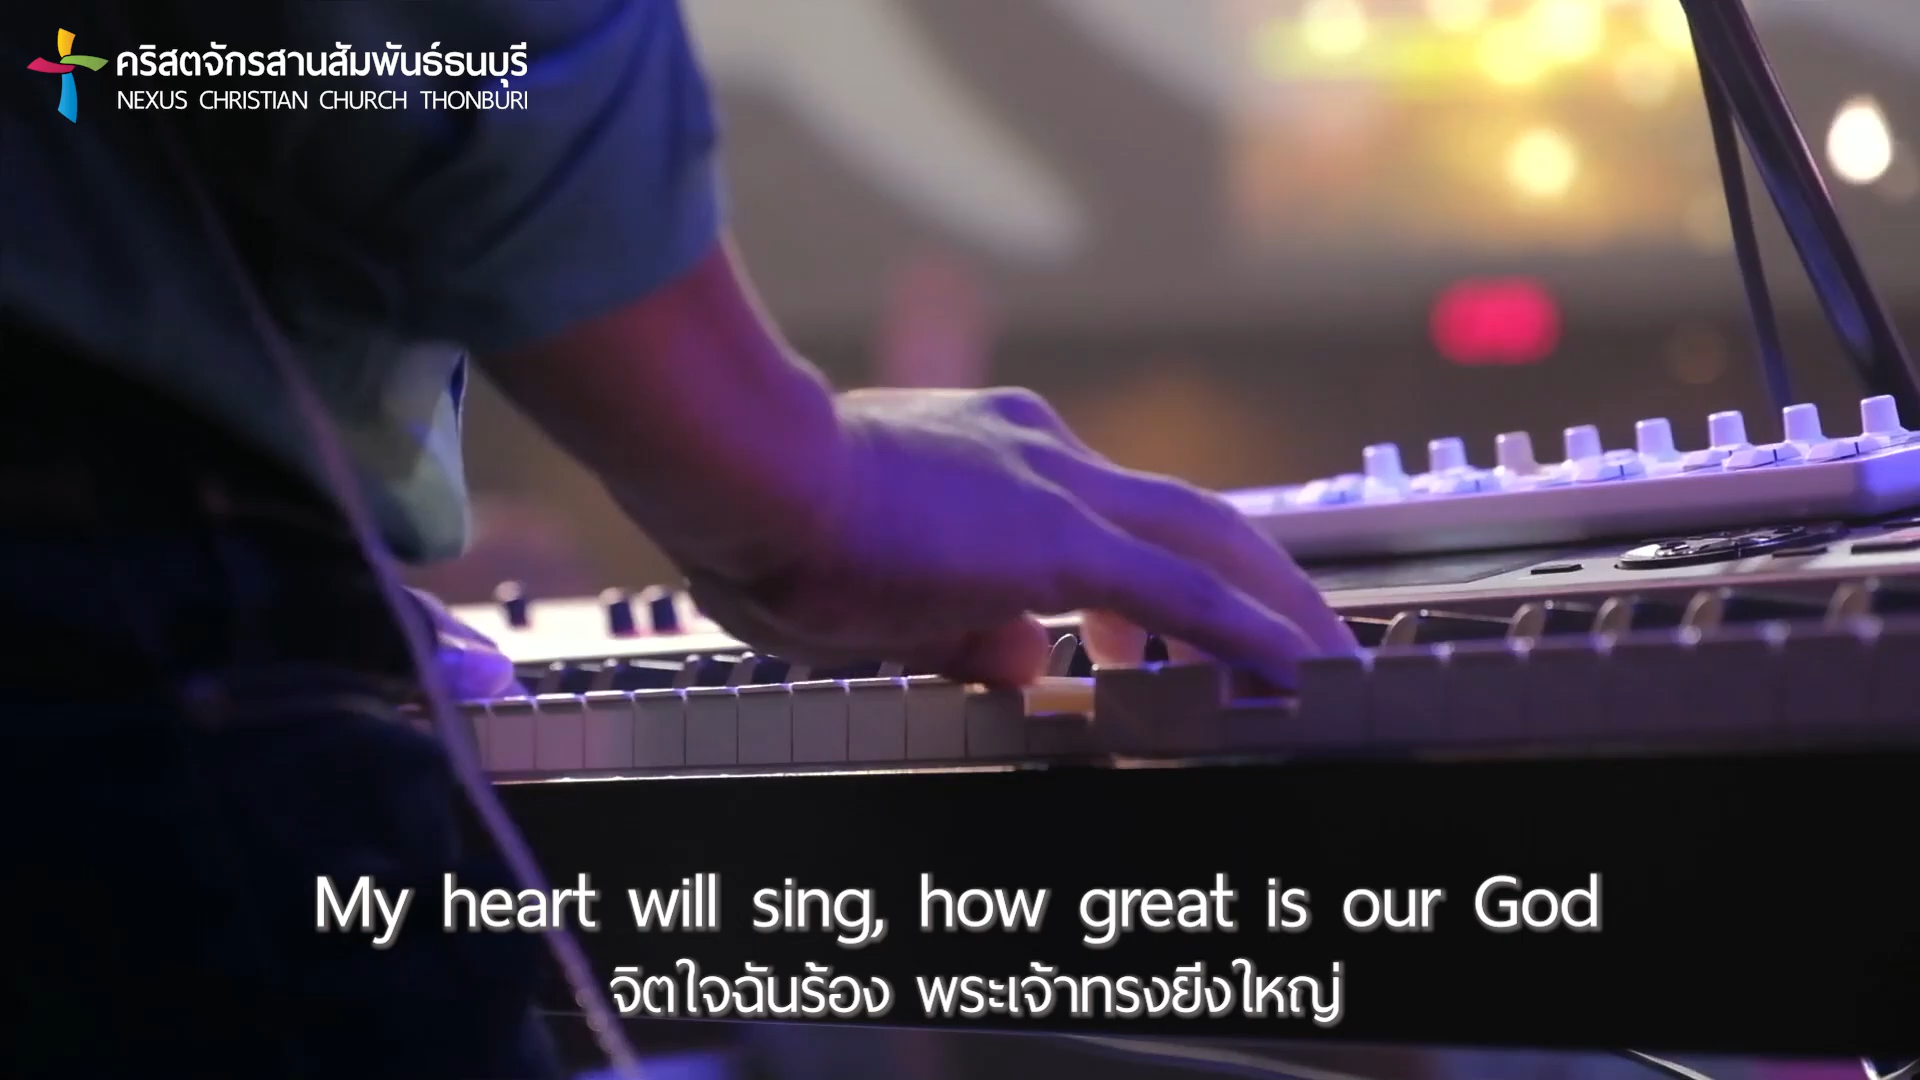 คริสตจักรสานสัมพันธ์ธนบุรี
NEXUS CHRISTIAN CHURCH THONBURI
My heart will sing, how great is our God
จิตใจฉันร้อง พระเจ้าทรงยิ่งใหญ่